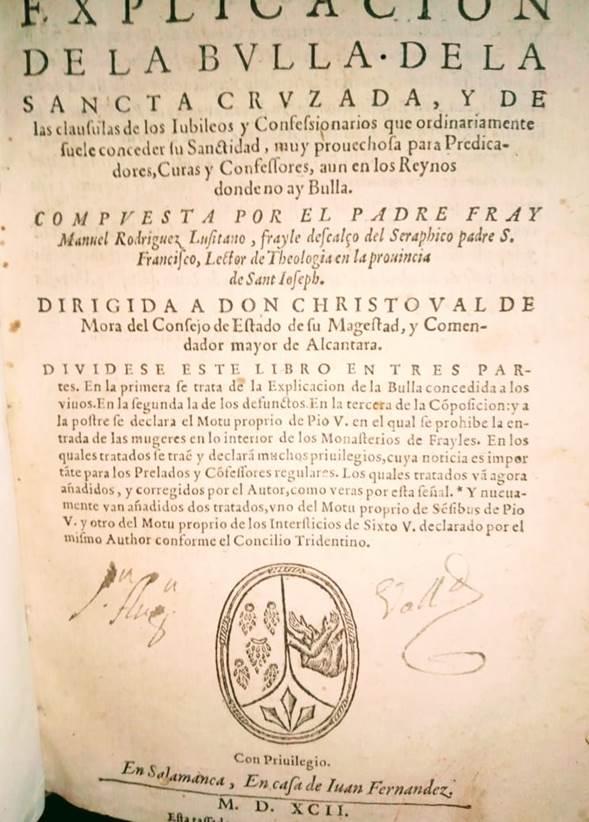 EXPLICACION
DE LA BVLLA · DE LA
SANCTA CRVZADA, Y DE
las clausulas de los Iubileos y Confessionarios que ordinariamente
suele conceder su Sanctidad, muy prouechosa para Predica-
dores, Curas y Confessores, aun en los Reynos
donde no ay Bulla.
COMPVESTA POR EL PADRE FRAY
Manuel Rodriguez Lusitano, frayle descalço del Seraphico padre S.
Francisco, Lector de Theologia en la prouincia
de Sant Ioseph.
DIRIGIDA A DON CHRISTOVAL DE
Mora del Consejo de Estado de su Magestad, y Comen-
dador mayor de Alcantara.
DIVIDESE ESTE LIBRO EN TRES PAR-
tes. En la primera se trata de la Explicacion de la Bulla concedida a los
viuos. En la segunda la de los defunctos. En la tercera de la Cōposicion: y a
la postre se declara el Motu proprio de Pio V. en el qual se prohibe la en-
trada de las mugeres en lo interior de los Monasterios de Frayles. En los
quales tratados se traē y declarā muchos priuilegios, cuya noticia es impor
tāte para los Prelados y Cōfessores regulares. Los quales tratados vā agora
añadidos, y corregidos por el Autor, como veras por esta señal. * Y nueua-
mente van añadidos dos tratados, vno del Motu proprio de Sēsibus de Pio
V. y otro del Motu proprio de los Intersticios de Sixto V. declarado por el
mismo Author conforme el Concilio Tridentino.
Con Priuilegio.
En Salamanca, En casa de Iuan Fernandez.
M. D. XCII.